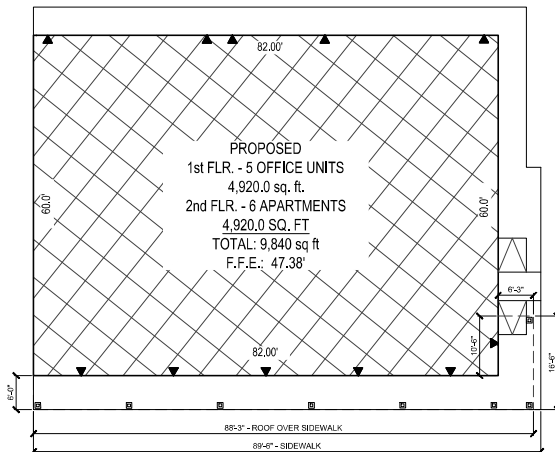 82.00'
PROPOSED
1st FLR. - 5 OFFICE UNITS
4,920.0 sq. ft.
2nd FLR. - 6 APARTMENTS
4,920.0 SQ. FT
TOTAL: 9,840 sq ft
F.F.E.: 47.38'
60.0'
60.0'
6'-3"
10'-6"
16'-6"
82.00'
6'-0"
88'-3" - ROOF OVER SIDEWALK
89'-6" - SIDEWALK